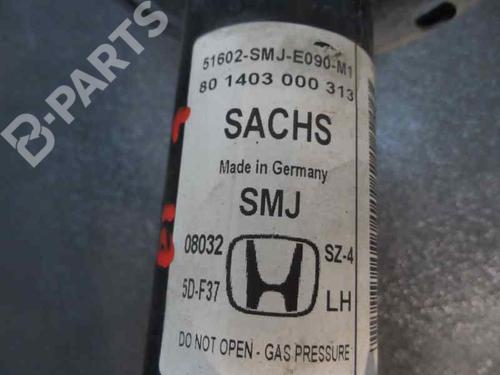 B-PARTS
51602-SMJ-E090-M1
80 1403 000 313
SACHS
Made in Germany
SMJ
08032
SZ-4
5D-F37
LH
DO NOT OPEN - GAS PRESSURE